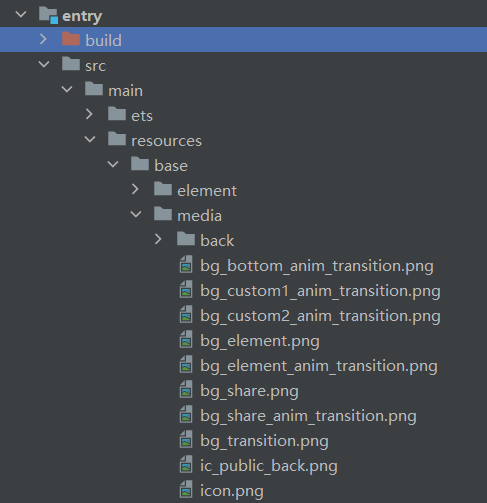 entry
build
src
main
ets
resources
base
element
media
back
bg_bottom_anim_transition.png
bg_custom1_anim_transition.png
bg_custom2_anim_transition.png
bg_element.png
bg_element_anim_transition.png
bg_share.png
bg_share_anim_transition.png
bg_transition.png
ic_public_back.png
icon.png